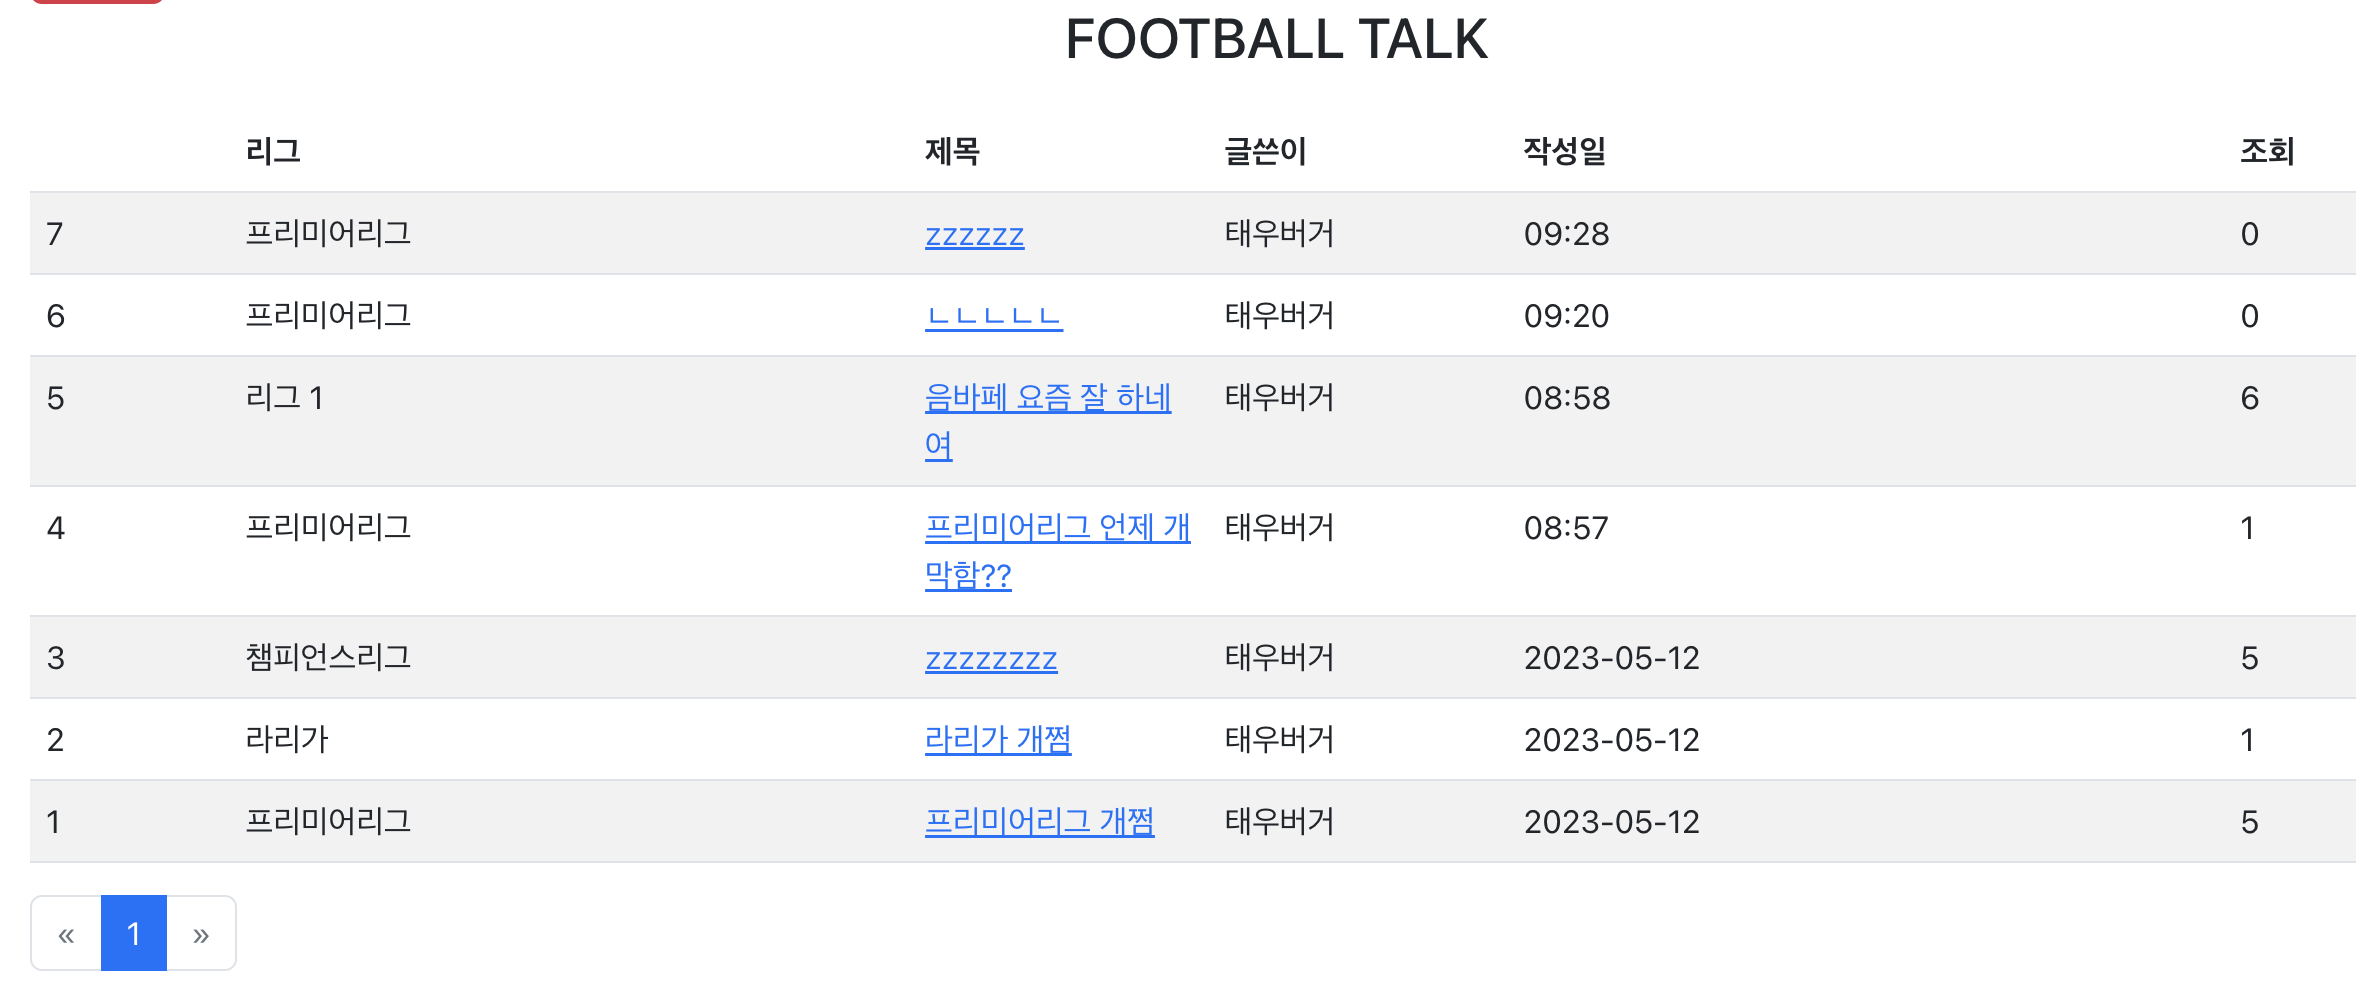 FOOTBALL TALK
리그 제목 글쓴이 작성일 조회
7 프리미어리그 zzzzzz 태우버거 09:28 0
6 프리미어리그 ㄴㄴㄴㄴㄴ 태우버거 09:20 0
5 리그 1 음바페 요즘 잘 하네 태우버거 08:58 6
여
4 프리미어리그 프리미어리그 언제 개 태우버거 08:57 1
막함??
3 챔피언스리그 zzzzzzzz 태우버거 2023-05-12 5
2 라리가 라리가 개쩜 태우버거 2023-05-12 1
1 프리미어리그 프리미어리그 개쩜 태우버거 2023-05-12 5
« 1 »